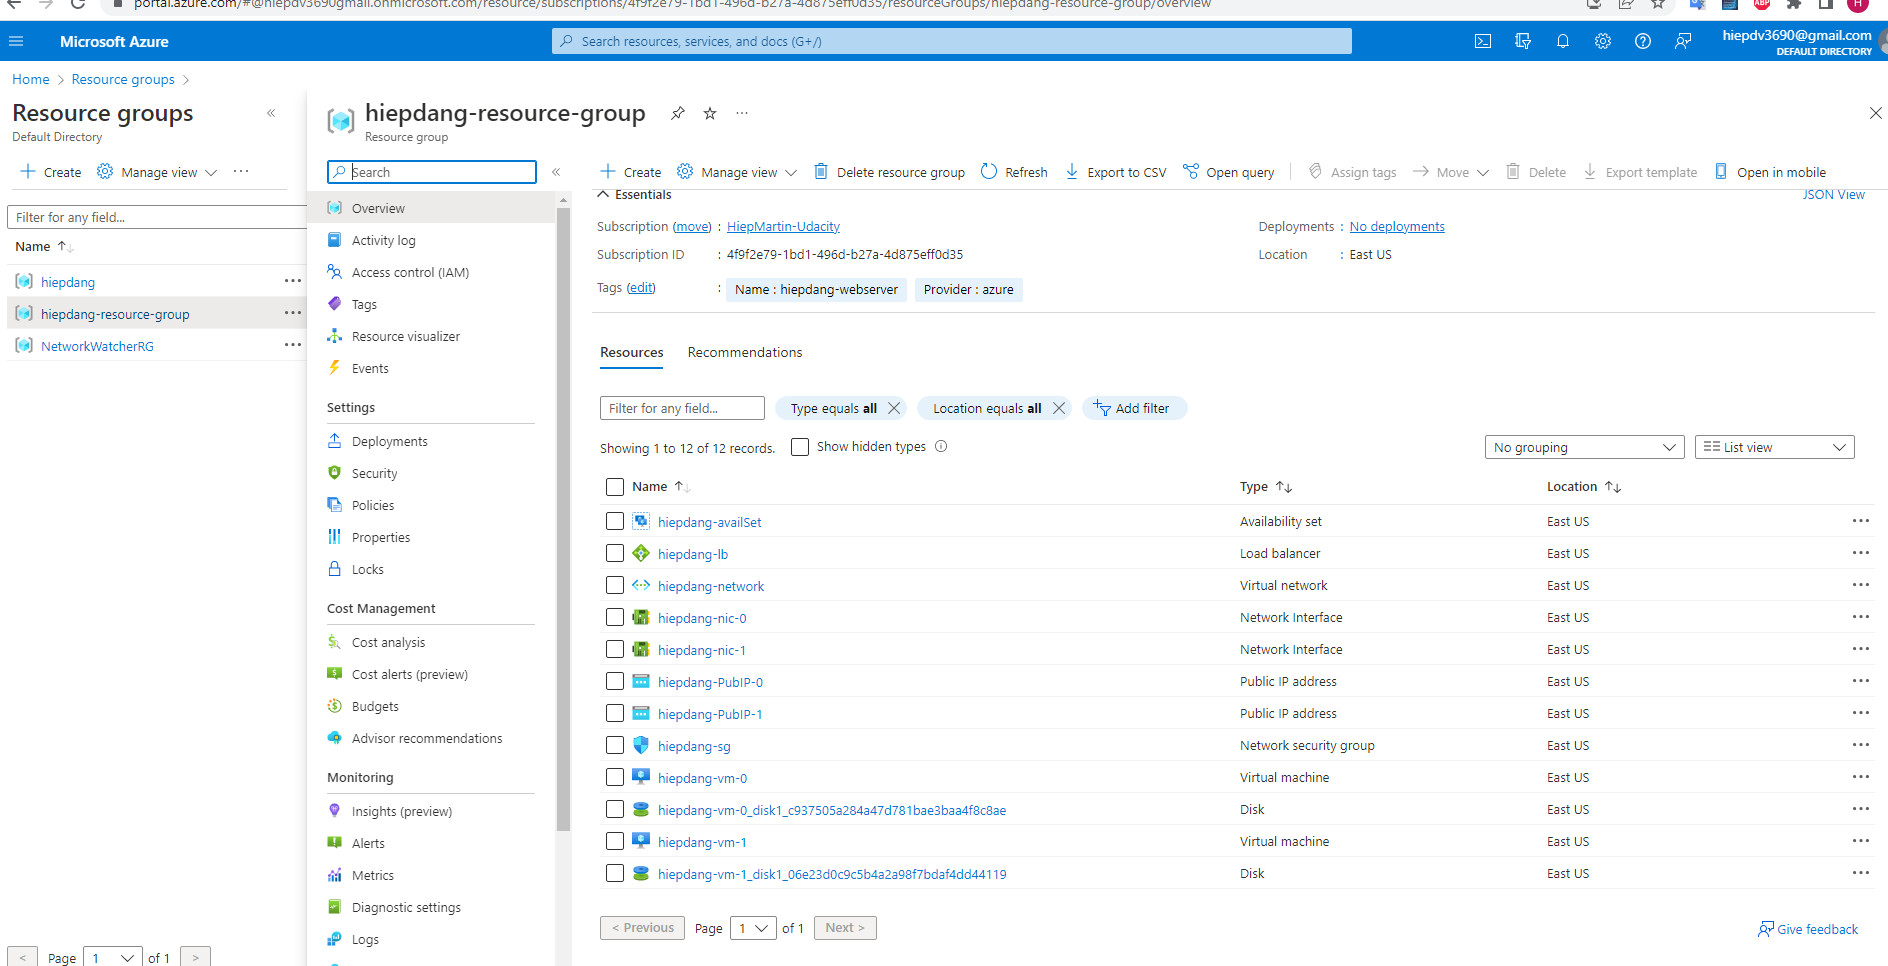 portal.azure.com/#@hiepdv3690gmail.onmicrosoft.com/resource/subscriptions/4f9f2e79-1bd1-496d-b27a-4d875eff0d35/resourceGroups/hiepdang-resource-group/overview
ABP
H
Microsoft Azure
Search resources, services, and docs (G+/)
hiepdv3690@gmail.com
DEFAULT DIRECTORY
Home > Resource groups >
Resource groups
Default Directory
Create
Manage view
...
Filter for any field...
Name
hiepdang
hiepdang-resource-group
NetworkWatcherRG
< Page 1 of 1 >
hiepdang-resource-group
Resource group
Search
Overview
Activity log
Access control (IAM)
Tags
Resource visualizer
Events
Settings
Deployments
Security
Policies
Properties
Locks
Cost Management
Cost analysis
Cost alerts (preview)
Budgets
Advisor recommendations
Monitoring
Insights (preview)
Alerts
Metrics
Diagnostic settings
Logs
Create Manage view Delete resource group Refresh Export to CSV Open query Assign tags Move Delete Export template Open in mobile
Essentials
JSON View
Subscription (move) : HiepMartin-Udacity
Deployments : No deployments
Subscription ID : 4f9f2e79-1bd1-496d-b27a-4d875eff0d35
Location : East US
Tags (edit) : Name : hiepdang-webserver Provider : azure
Resources Recommendations
Filter for any field... Type equals all Location equals all Add filter
Showing 1 to 12 of 12 records. Show hidden types
No grouping List view
Name Type Location
hiepdang-availSet Availability set East US
hiepdang-lb Load balancer East US
hiepdang-network Virtual network East US
hiepdang-nic-0 Network Interface East US
hiepdang-nic-1 Network Interface East US
hiepdang-PubIP-0 Public IP address East US
hiepdang-PubIP-1 Public IP address East US
hiepdang-sg Network security group East US
hiepdang-vm-0 Virtual machine East US
hiepdang-vm-0_disk1_c937505a284a47d781bae3baa4f8c8ae Disk East US
hiepdang-vm-1 Virtual machine East US
hiepdang-vm-1_disk1_06e23d0c9c5b4a2a98f7bdaf4dd44119 Disk East US
< Previous Page 1 of 1 Next >
Give feedback